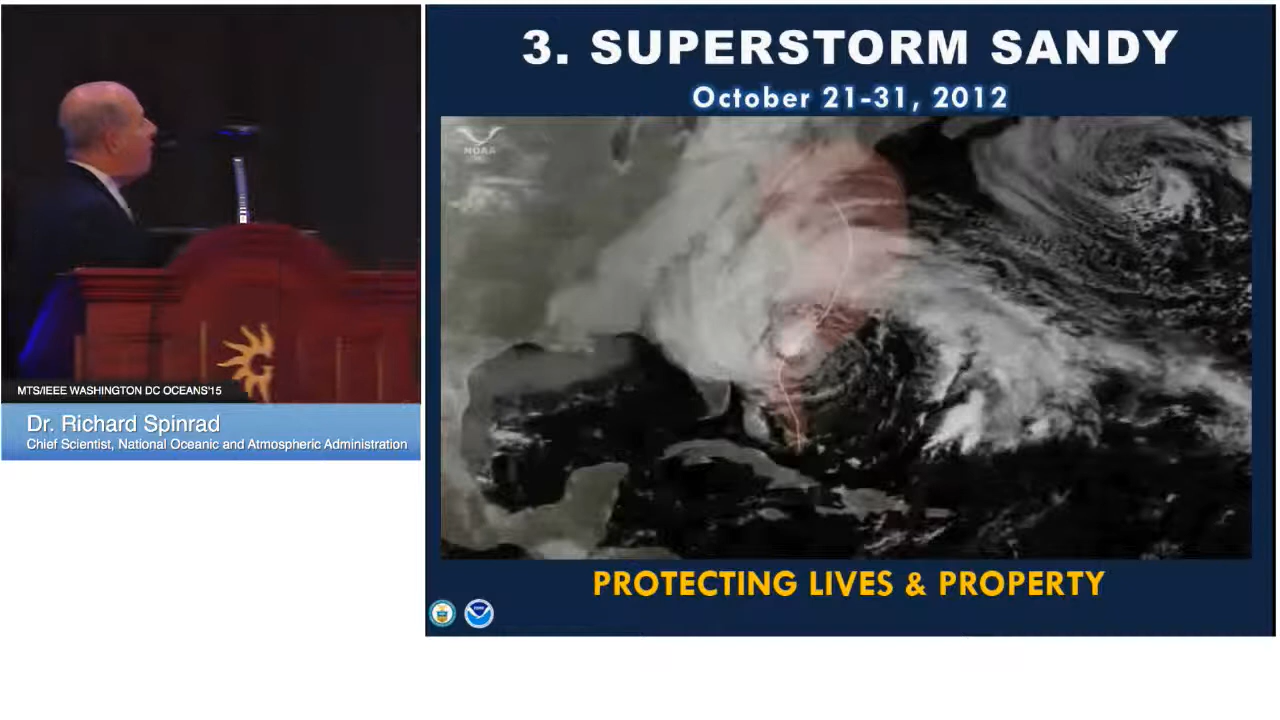 3. SUPERSTORM SANDY
October 21-31, 2012
NOAA
PROTECTING LIVES & PROPERTY
MTS/IEEE WASHINGTON DC OCEANS'15
Dr. Richard Spinrad
Chief Scientist, National Oceanic and Atmospheric Administration